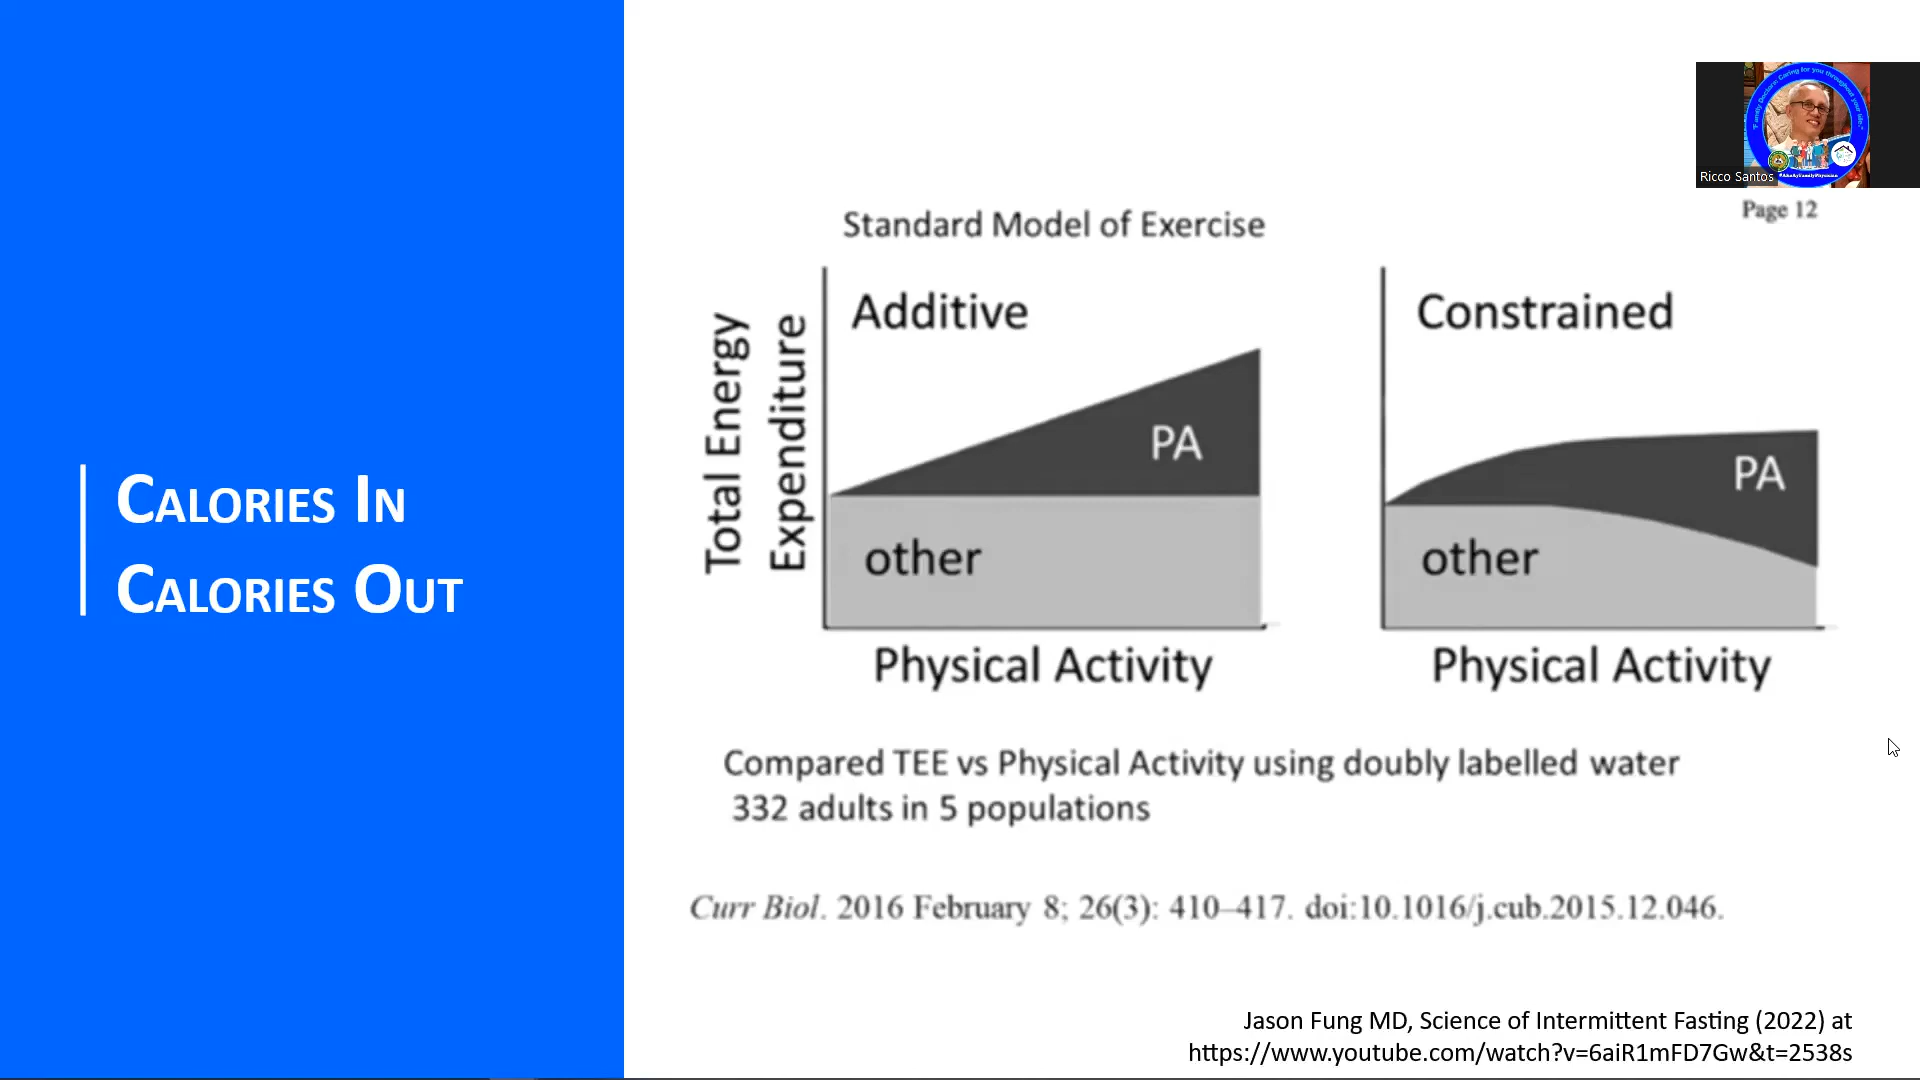 CALORIES IN
CALORIES OUT
Ricco Santos
Page 12
Standard Model of Exercise
Total Energy
Expenditure
Additive
PA
other
Physical Activity
Constrained
PA
other
Physical Activity
Compared TEE vs Physical Activity using doubly labelled water
332 adults in 5 populations
Curr Biol. 2016 February 8; 26(3): 410–417. doi:10.1016/j.cub.2015.12.046.
Jason Fung MD, Science of Intermittent Fasting (2022) at
https://www.youtube.com/watch?v=6aiR1mFD7Gw&t=2538s